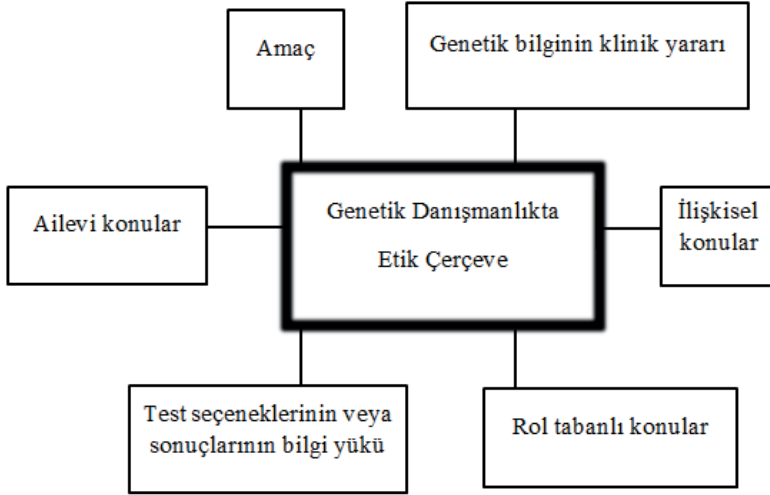 Amaç
Genetik bilginin klinik yararı
Ailevi konular
Genetik Danışmanlıkta
Etik Çerçeve
İlişkisel
konular
Test seçeneklerinin veya
sonuçlarının bilgi yükü
Rol tabanlı konular